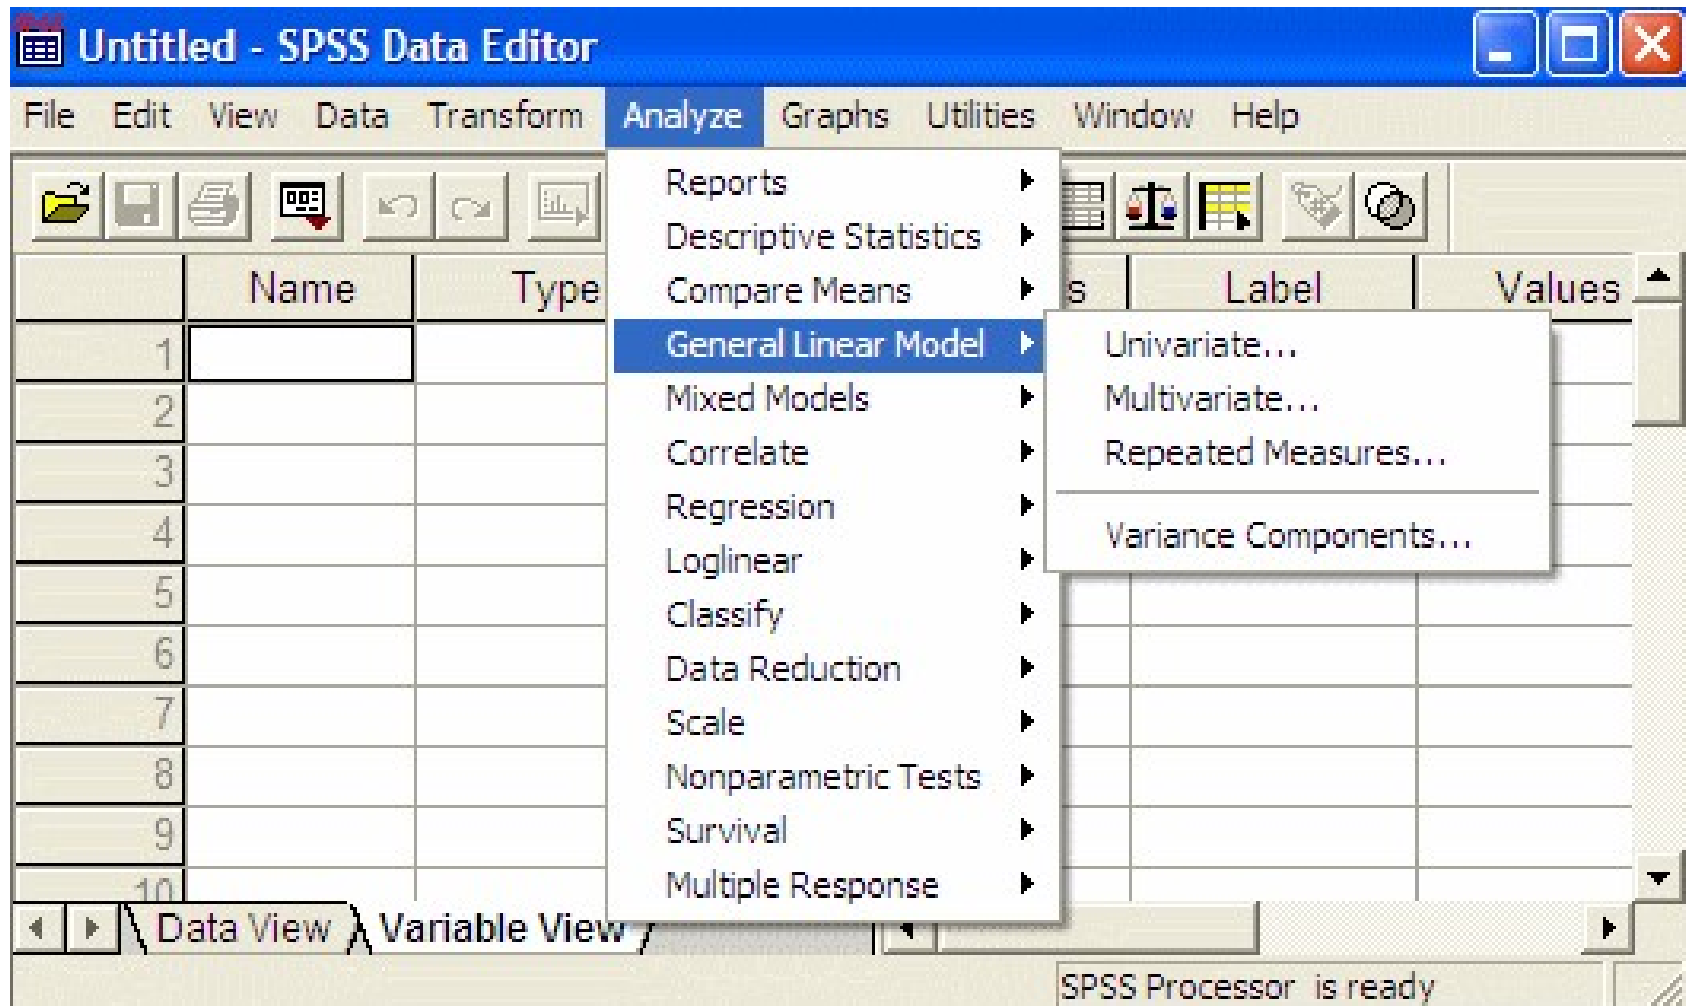 Untitled - SPSS Data Editor
File Edit View Data Transform Analyze Graphs Utilities Window Help
Reports
Descriptive Statistics
Compare Means
General Linear Model
Mixed Models
Correlate
Regression
Loglinear
Classify
Data Reduction
Scale
Nonparametric Tests
Survival
Multiple Response
Univariate...
Multivariate...
Repeated Measures...
Variance Components...
Name Type s Label Values
1
2
3
4
5
6
7
8
9
10
Data View Variable View
SPSS Processor is ready